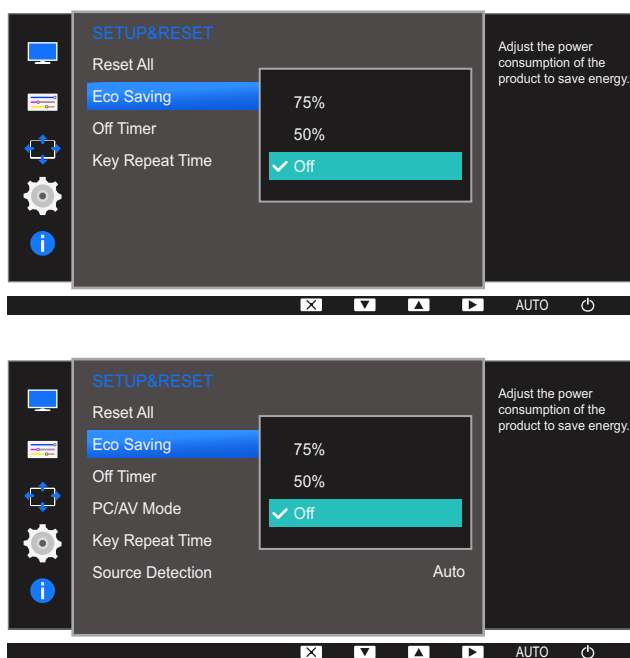 SETUP&RESET
Reset All
Eco Saving
Off Timer
Key Repeat Time
75%
50%
Off
Adjust the power
consumption of the
product to save energy.
AUTO
SETUP&RESET
Reset All
Eco Saving
Off Timer
PC/AV Mode
Key Repeat Time
Source Detection
Auto
75%
50%
Off
Adjust the power
consumption of the
product to save energy.
AUTO